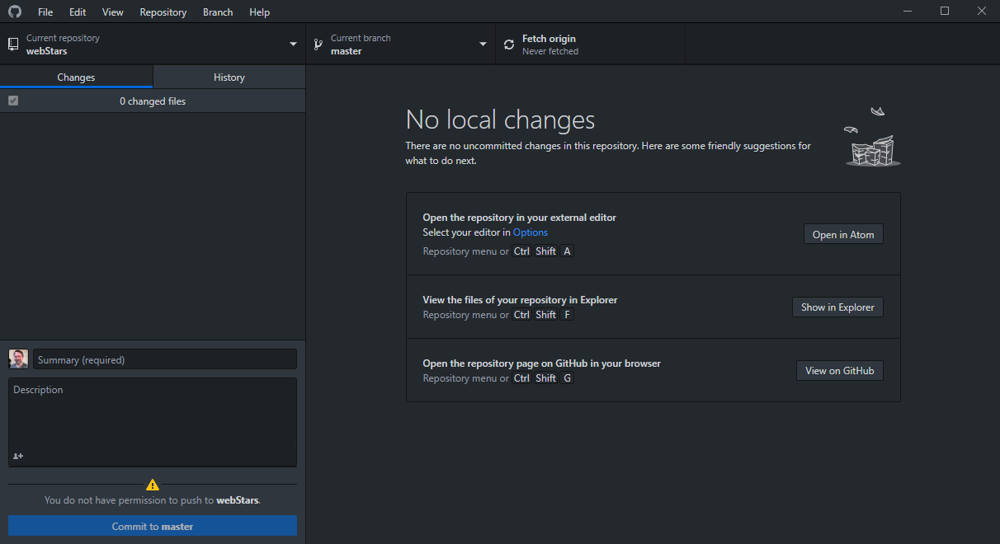 File Edit View Repository Branch Help
Current repository
webStars
Current branch
master
Fetch origin
Never fetched
Changes
History
0 changed files
No local changes
There are no uncommitted changes in this repository. Here are some friendly suggestions for
what to do next.
Open the repository in your external editor
Select your editor in Options
Repository menu or Ctrl Shift A
Open in Atom
View the files of your repository in Explorer
Repository menu or Ctrl Shift F
Show in Explorer
Open the repository page on GitHub in your browser
Repository menu or Ctrl Shift G
View on GitHub
Summary (required)
Description
You do not have permission to push to webStars.
Commit to master